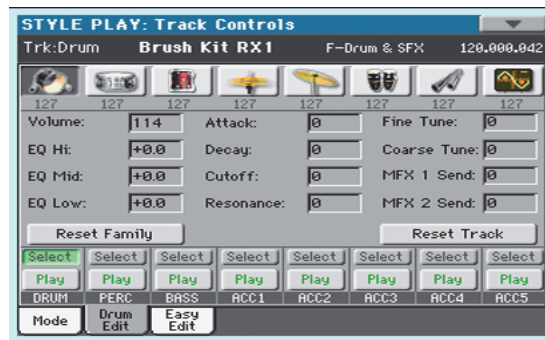 STYLE PLAY: Track Controls
Trk:Drum Brush Kit RX1 F-Drum & SFX 120.000.042
127 127 127 127 127 127 127 127
Volume: 114 Attack: 0 Fine Tune: 0
EQ Hi: +0.0 Decay: 0 Coarse Tune: 0
EQ Mid: +0.0 Cutoff: 0 MFX 1 Send: 0
EQ Low: +0.0 Resonance: 0 MFX 2 Send: 0
Reset Family Reset Track
Select Select Select Select Select Select Select Select
Play Play Play Play Play Play Play Play
DRUM PERC BASS ACC1 ACC2 ACC3 ACC4 ACC5
Mode Drum Edit Easy Edit